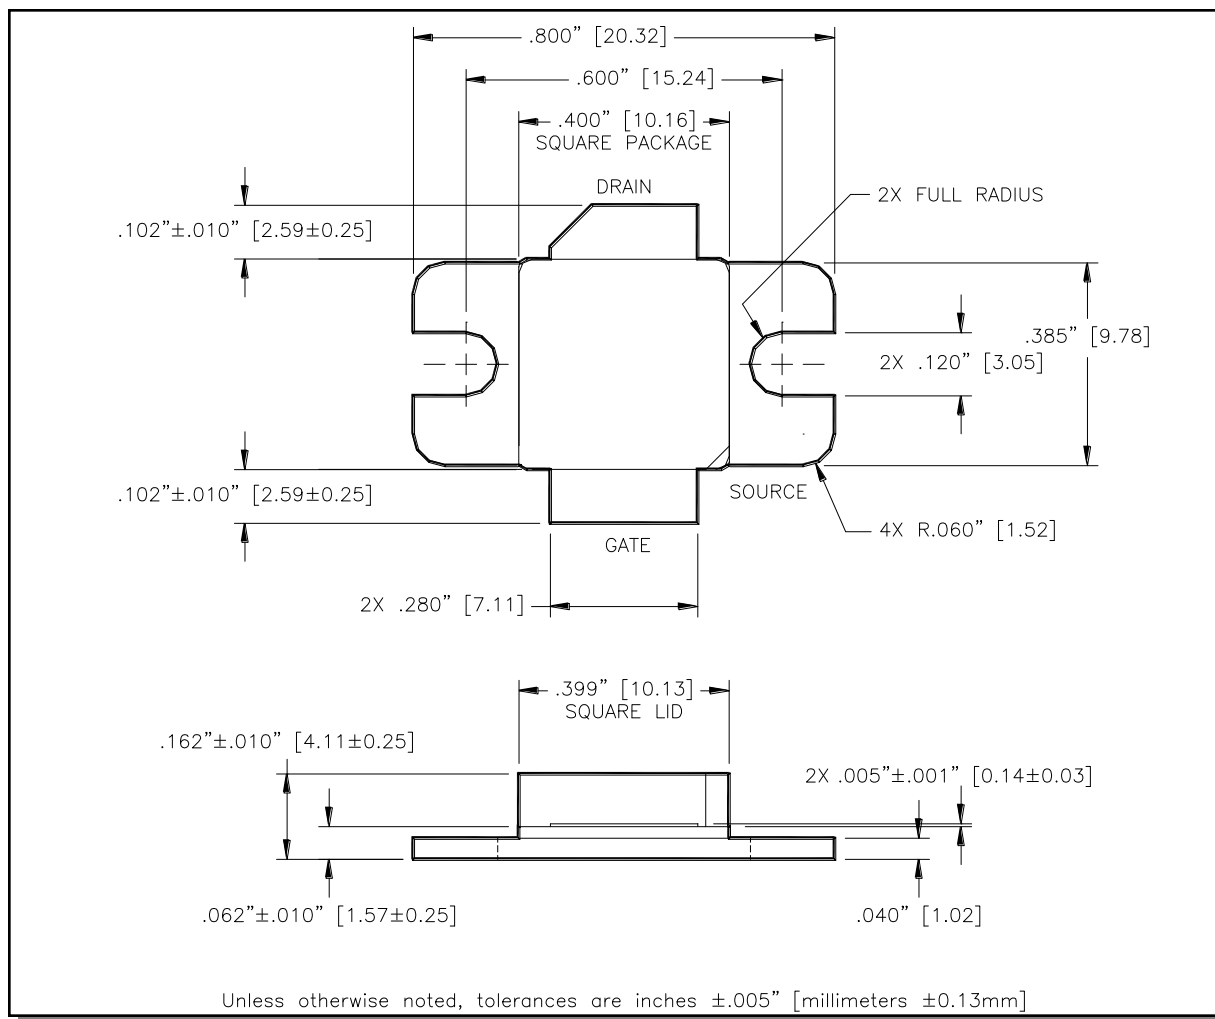 .800” [20.32]
.600” [15.24]
.400” [10.16]
SQUARE PACKAGE
DRAIN
2X FULL RADIUS
.102”±.010” [2.59±0.25]
.385” [9.78]
2X .120” [3.05]
.102”±.010” [2.59±0.25]
SOURCE
4X R.060” [1.52]
GATE
2X .280” [7.11]
.399” [10.13]
SQUARE LID
.162”±.010” [4.11±0.25]
2X .005”±.001” [0.14±0.03]
.062”±.010” [1.57±0.25]
.040” [1.02]
Unless otherwise noted, tolerances are inches ±.005” [millimeters ±0.13mm]